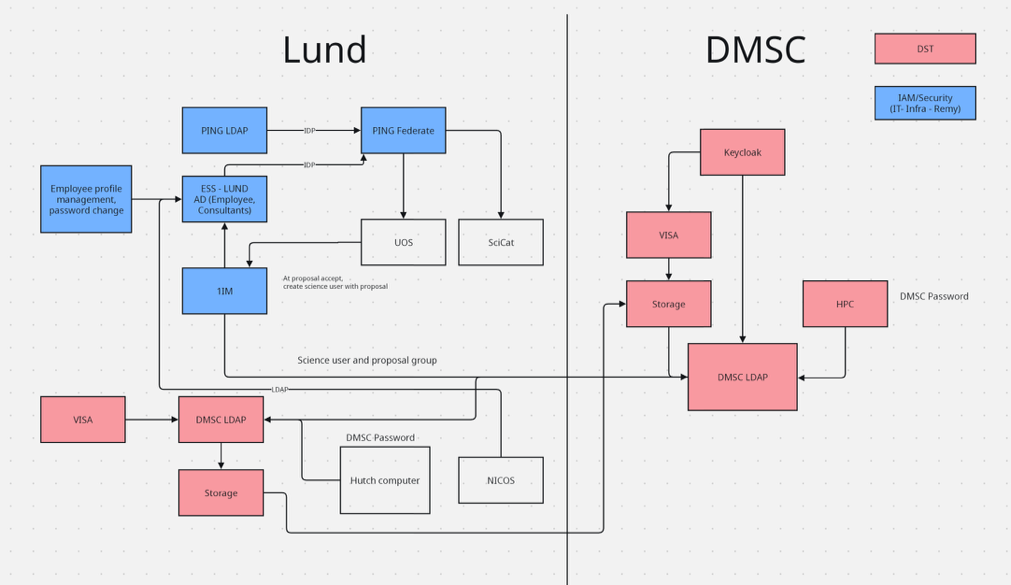 Lund
DMSC
DST
IAM/Security
(IT- Infra - Remy)
PING LDAP
IDP
PING Federate
Keycloak
IDP
Employee profile
management,
password change
ESS - LUND
AD (Employee,
Consultants)
UOS
SciCat
VISA
1IM
At proposal accept,
create science user with proposal
Storage
HPC
DMSC Password
Science user and proposal group
DMSC LDAP
LDAP
VISA
DMSC LDAP
DMSC Password
Hutch computer
NICOS
Storage